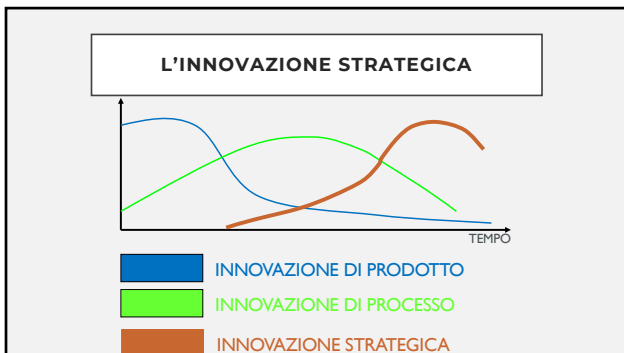 L’INNOVAZIONE STRATEGICA
TEMPO
INNOVAZIONE DI PRODOTTO
INNOVAZIONE DI PROCESSO
INNOVAZIONE STRATEGICA